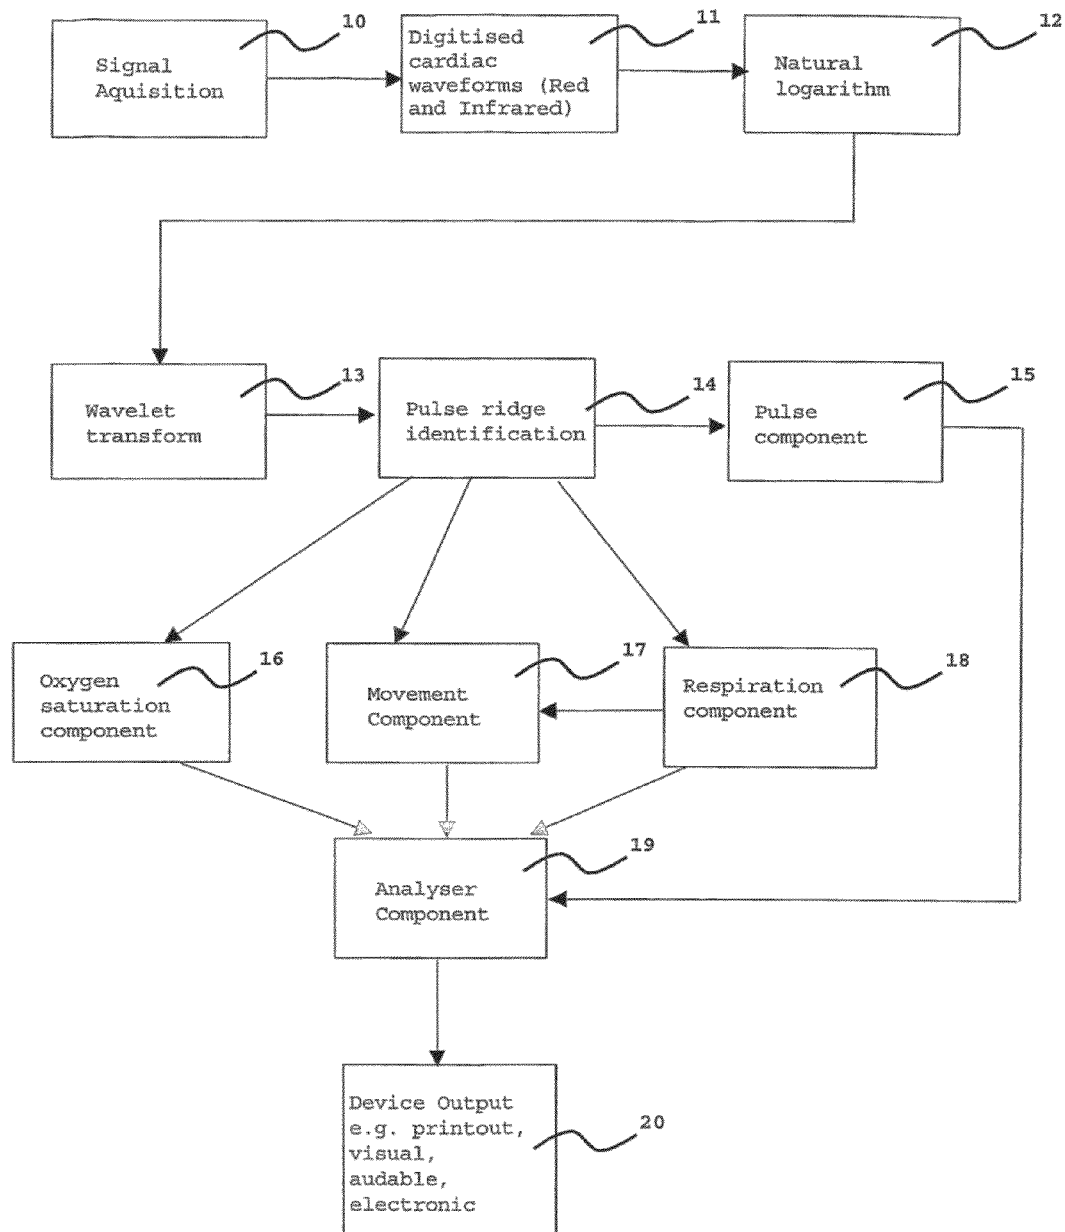 10
Signal
Aquisition
11
Digitised
cardiac
waveforms (Red
and Infrared)
12
Natural
logarithm
13
Wavelet
transform
14
Pulse ridge
identification
15
Pulse
component
16
Oxygen
saturation
component
17
Movement
Component
18
Respiration
component
19
Analyser
Component
20
Device Output
e.g. printout,
visual,
audable,
electronic